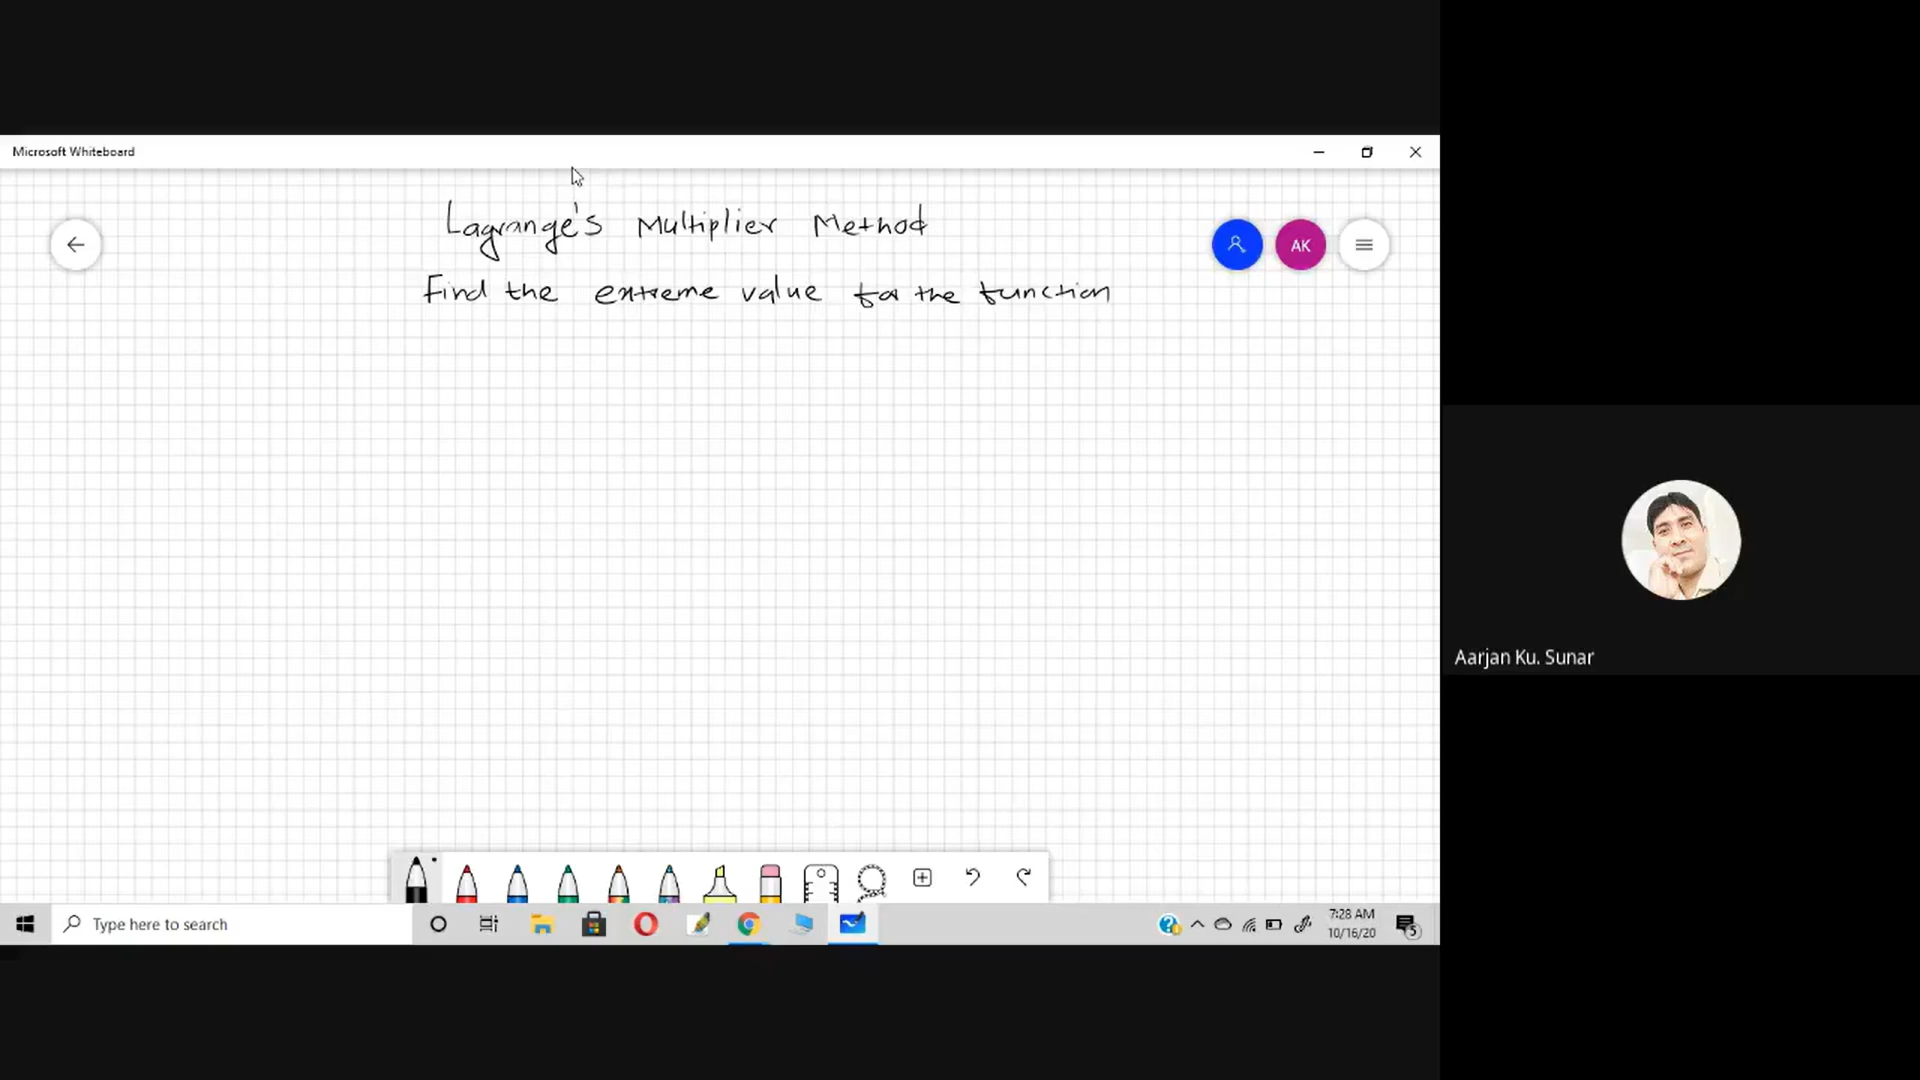 Microsoft Whiteboard
Lagrange's Multiplier Method
AK
Find the extreme value for the function
Aarjan Ku. Sunar
Type here to search
7:28 AM
10/16/20
5